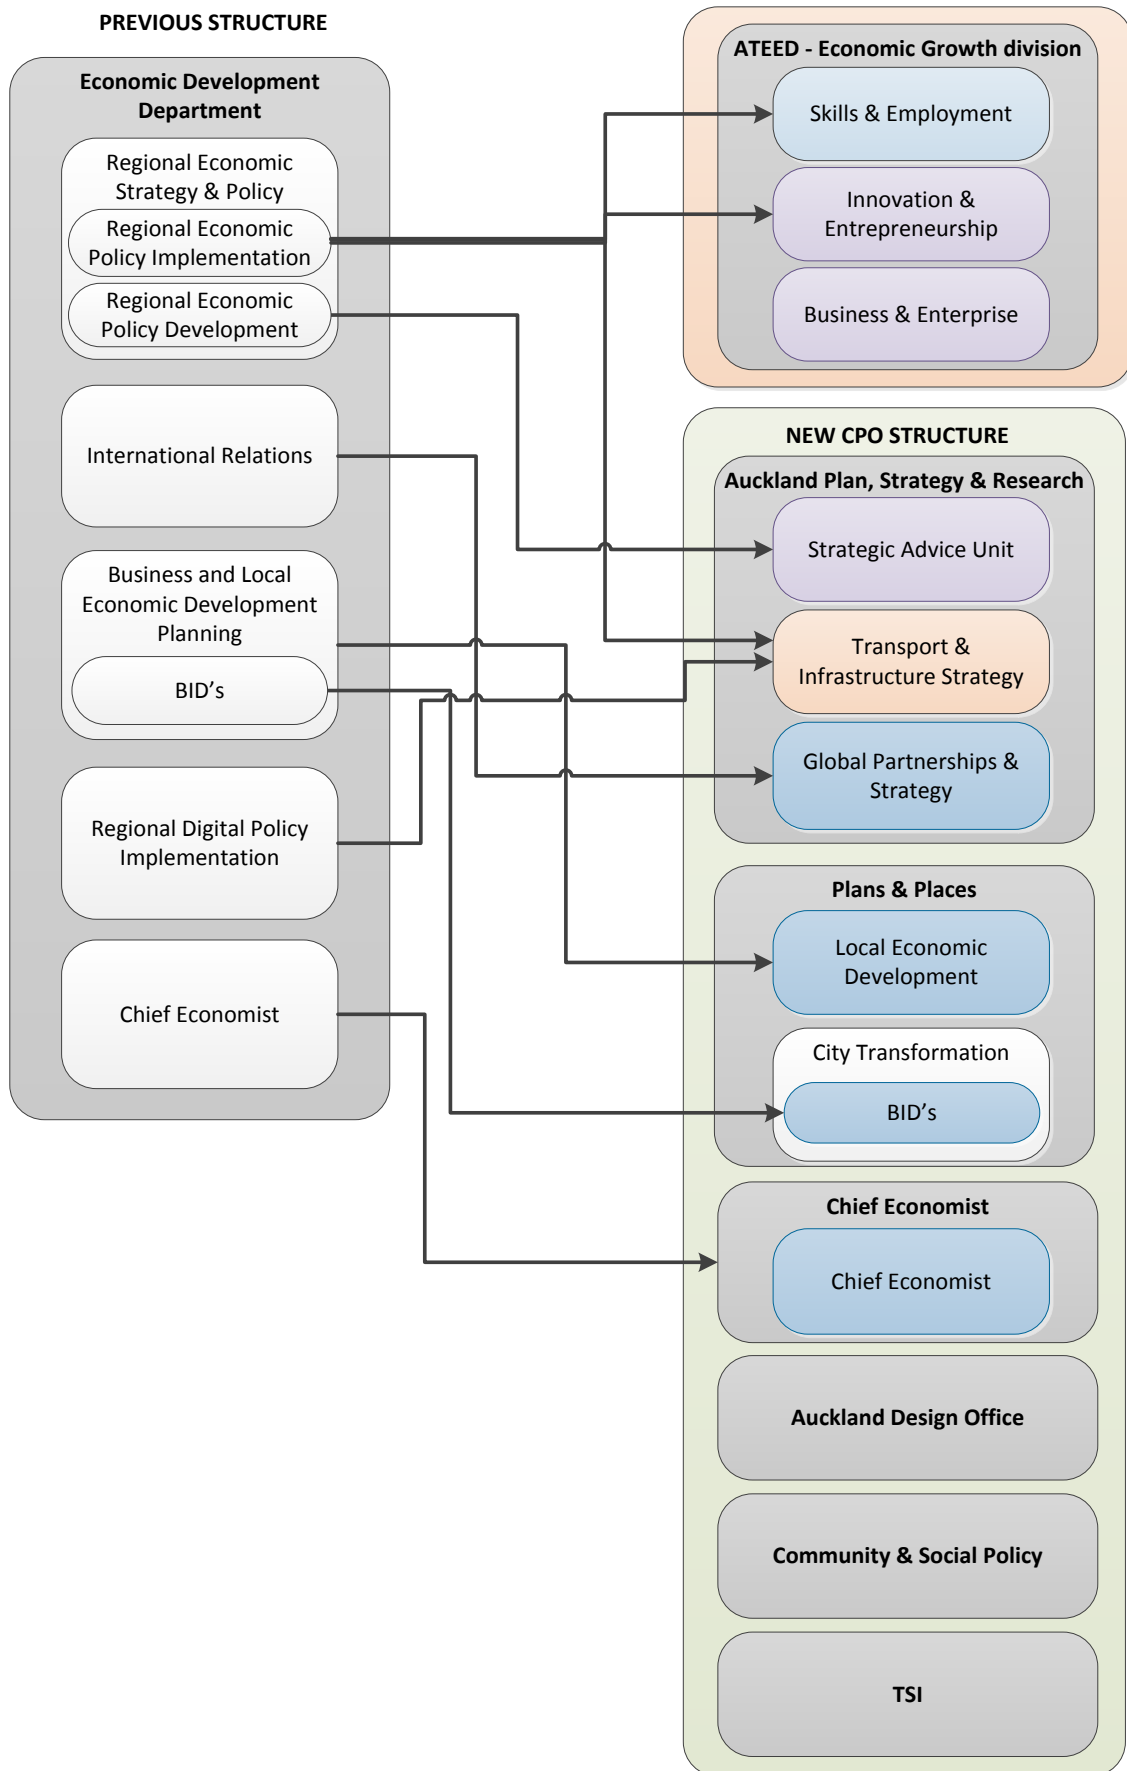 PREVIOUS STRUCTURE
Economic Development
Department
Regional Economic
Strategy & Policy
Regional Economic
Policy Implementation
Regional Economic
Policy Development
International Relations
Business and Local
Economic Development
Planning
BID's
Regional Digital Policy
Implementation
Chief Economist
ATEED - Economic Growth division
Skills & Employment
Innovation &
Entrepreneurship
Business & Enterprise
NEW CPO STRUCTURE
Auckland Plan, Strategy & Research
Strategic Advice Unit
Transport &
Infrastructure Strategy
Global Partnerships &
Strategy
Plans & Places
Local Economic
Development
City Transformation
BID's
Chief Economist
Chief Economist
Auckland Design Office
Community & Social Policy
TSI